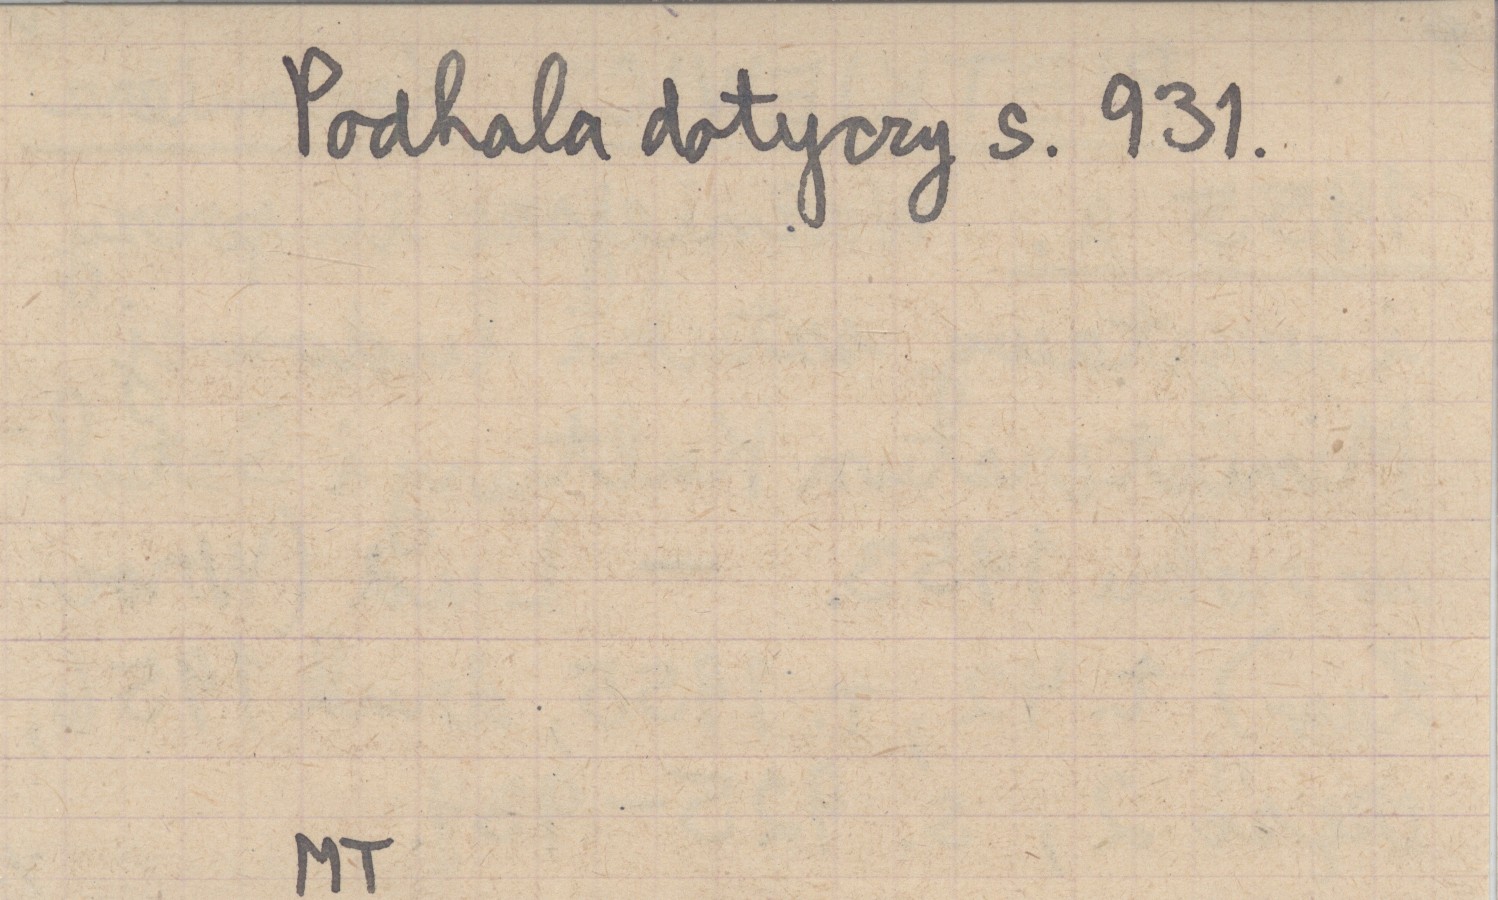 Podhala dotyczy s. 931.
MT